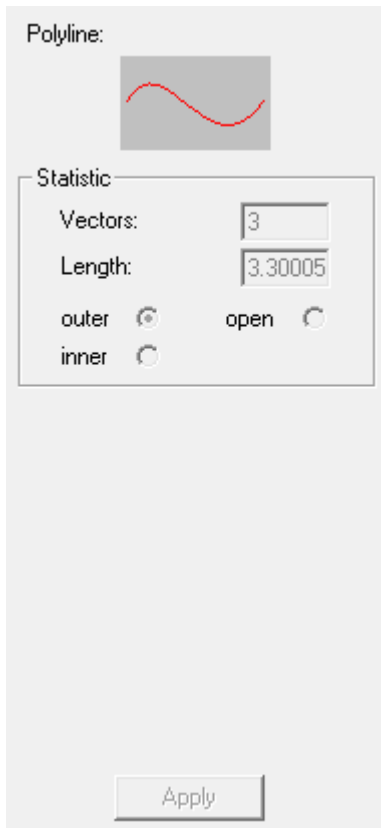 Polyline:
Statistic
Vectors: 3
Length: 3.30005
outer open
inner
Apply